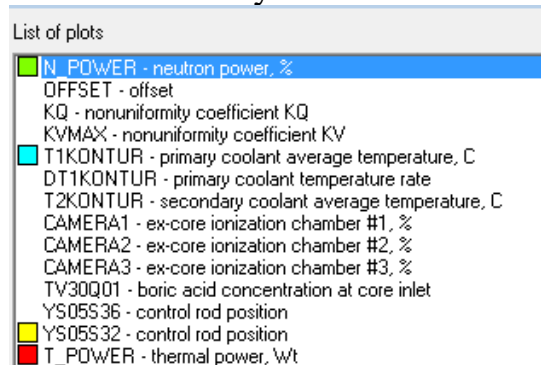 List of plots
N_POWER - neutron power, %
OFFSET - offset
KQ - nonuniformity coefficient KQ
KVMAX - nonuniformity coefficient KV
T1KONTUR - primary coolant average temperature, C
DT1KONTUR - primary coolant temperature rate
T2KONTUR - secondary coolant average temperature, C
CAMERA1 - ex-core ionization chamber #1, %
CAMERA2 - ex-core ionization chamber #2, %
CAMERA3 - ex-core ionization chamber #3, %
TV30Q01 - boric acid concentration at core inlet
YS05S36 - control rod position
YS05S32 - control rod position
T_POWER - thermal power, Wt